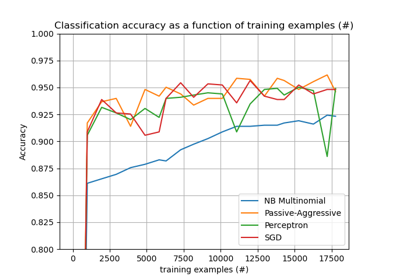 Classification accuracy as a function of training examples (#)
1.000
0.975
0.950
0.925
0.900
0.875
0.850
0.825
0.800
Accuracy
NB Multinomial
Passive-Aggressive
Perceptron
SGD
0 2500 5000 7500 10000 12500 15000 17500
training examples (#)